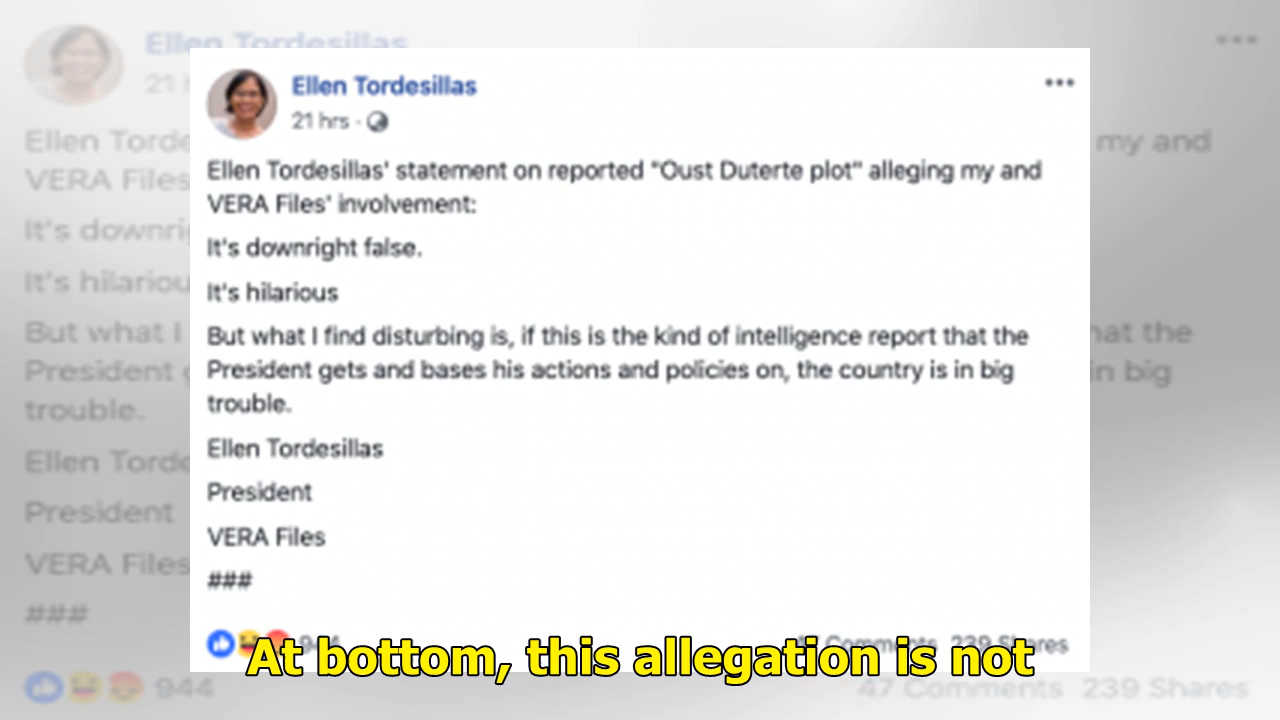 Ellen Tordesillas
21 hrs ·
Ellen Tordesillas' statement on reported "Oust Duterte plot" alleging my and
VERA Files' involvement:
It's downright false.
It's hilarious
But what I find disturbing is, if this is the kind of intelligence report that the
President gets and bases his actions and policies on, the country is in big
trouble.
Ellen Tordesillas
President
VERA Files
###
944
47 Comments 239 Shares
At bottom, this allegation is not